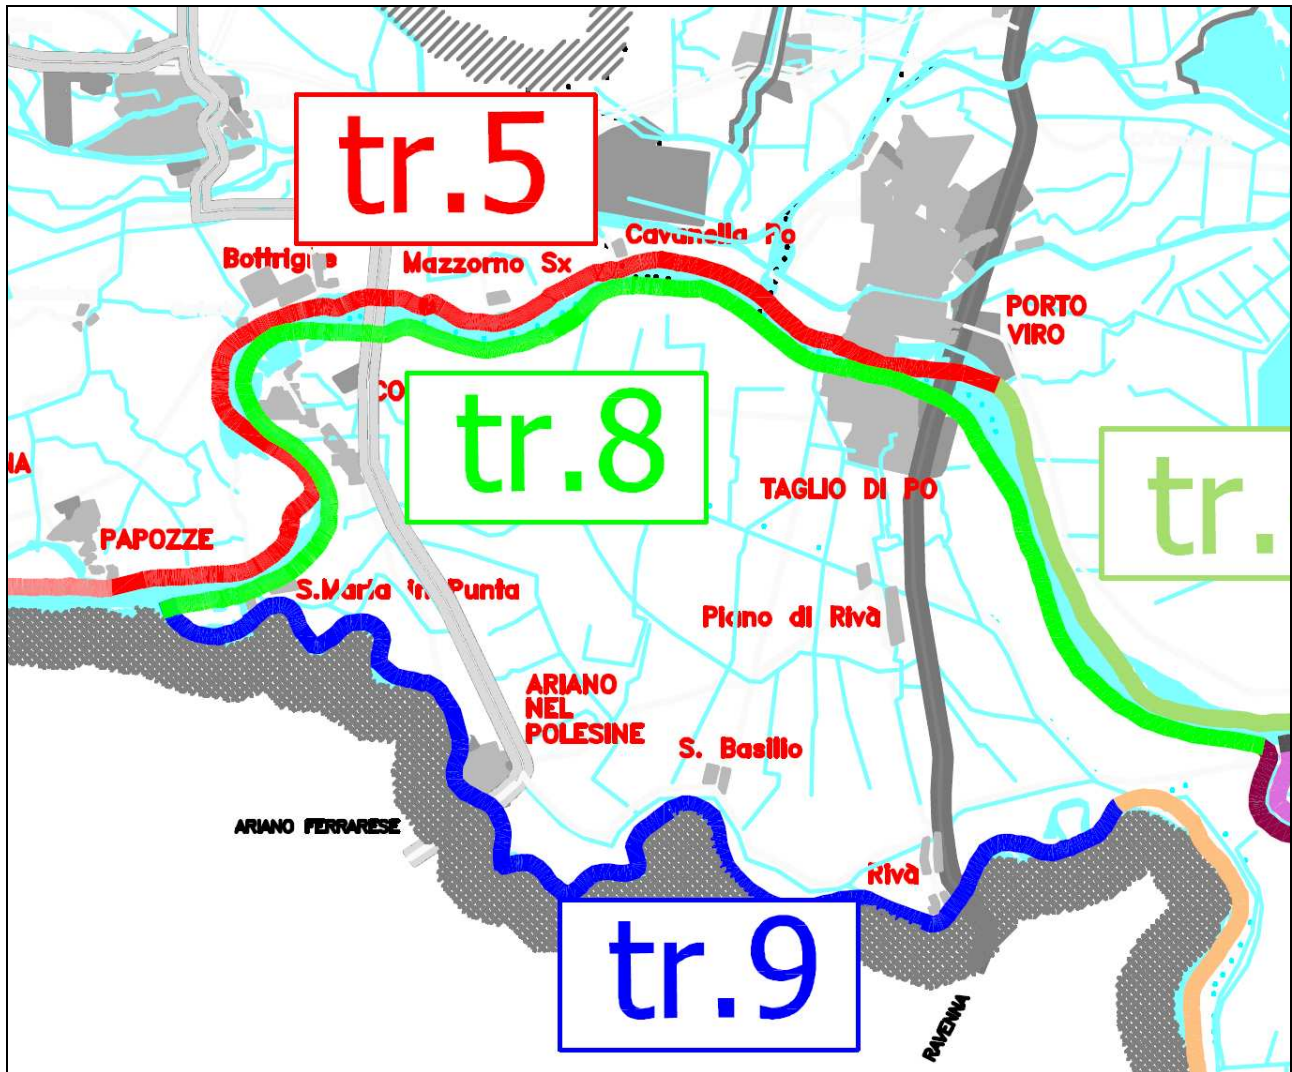 tr.5
Cavanella Po
Mazzorno Sx
PORTO
VIRO
tr.8
TAGLIO DI PO
tr.
PAPOZZE
S.Maria in Punta
Piano di Rivà
ARIANO
NEL
POLESINE
S. Basilio
ARIANO FERRARESE
Rivà
tr.9
RAVENNA